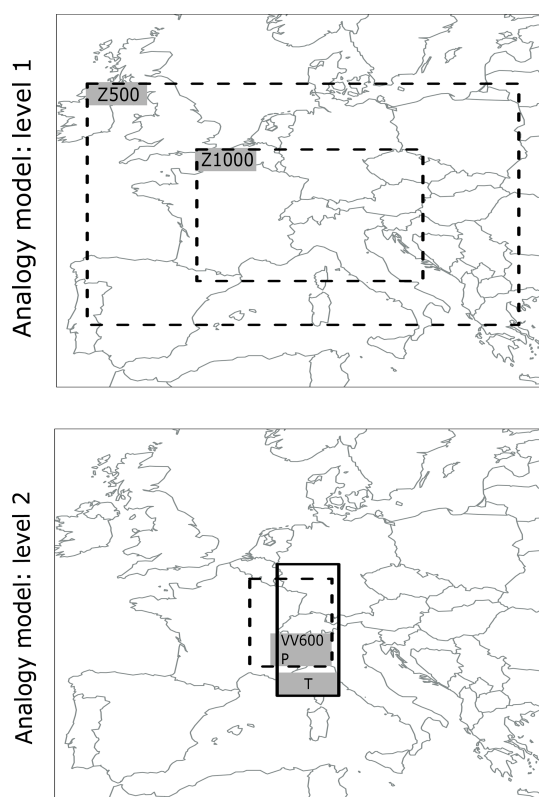 Analogy model: level 1
Z500
Z1000
Analogy model: level 2
VV600
P
T